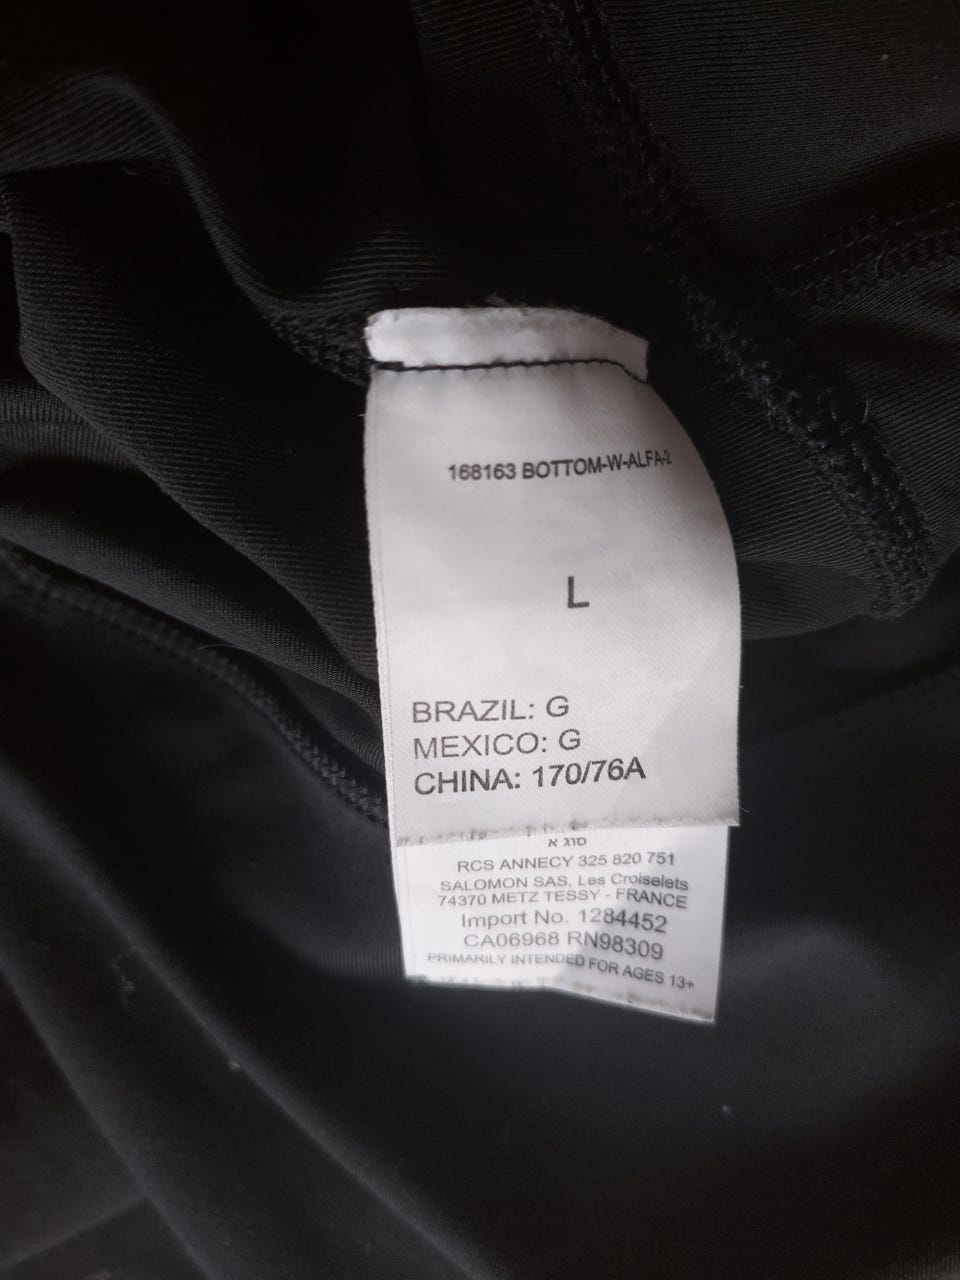 168163 BOTTOM-W-ALFA-2
L
BRAZIL: G
MEXICO: G
CHINA: 170/76A
סוג א
RCS ANNECY 325 820 751
SALOMON SAS, Les Croiselets
74370 METZ TESSY - FRANCE
Import No. 1284452
CA06968 RN98309
PRIMARILY INTENDED FOR AGES 13+